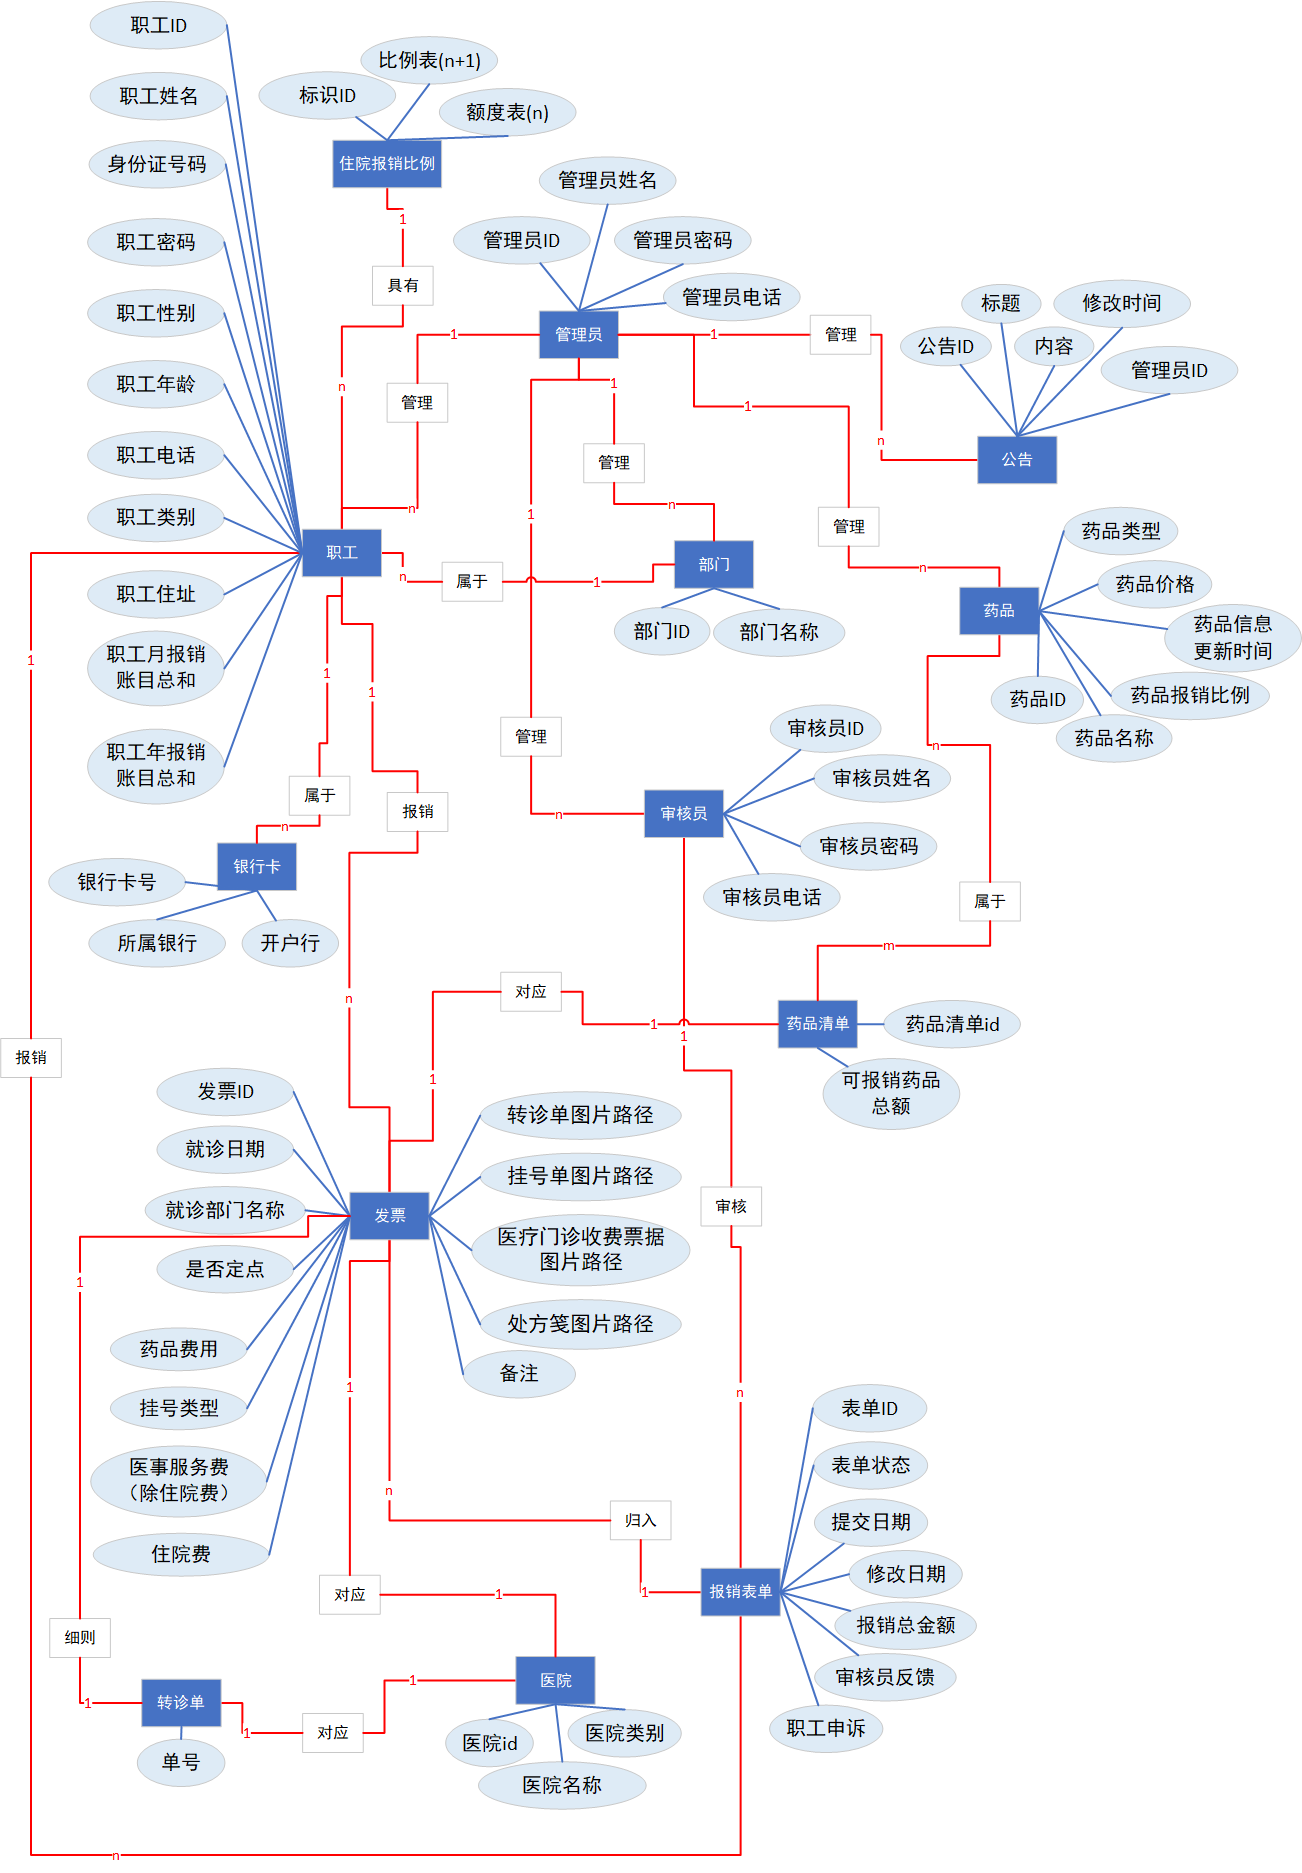 职工ID
比例表(n+1)
职工姓名
标识ID
额度表(n)
身份证号码
住院报销比例
管理员姓名
1
职工密码
管理员ID
管理员密码
具有
管理员电话
标题
修改时间
职工性别
1
管理员
1
管理
公告ID
内容
管理员ID
职工年龄
n
管理
1
1
n
职工电话
管理
公告
职工类别
n
n
1
管理
药品类型
职工
n
属于
1
部门
n
药品价格
职工住址
药品
药品信息
更新时间
部门ID
部门名称
1
职工月报销
账目总和
1
1
药品ID
药品报销比例
药品名称
职工年报销
账目总和
管理
审核员ID
n
属于
报销
审核员姓名
n
n
审核员
审核员密码
银行卡
银行卡号
审核员电话
属于
所属银行
开户行
m
n
对应
1
药品清单
药品清单id
1
报销
1
可报销药品
总额
发票ID
转诊单图片路径
就诊日期
挂号单图片路径
就诊部门名称
发票
审核
医疗门诊收费票据
图片路径
是否定点
1
处方笺图片路径
药品费用
备注
1
n
挂号类型
表单ID
医事服务费
（除住院费）
n
表单状态
归入
提交日期
住院费
修改日期
对应
1
1
报销表单
报销总金额
细则
审核员反馈
1
转诊单
1
对应
1
医院
职工申诉
单号
医院id
医院类别
医院名称
n